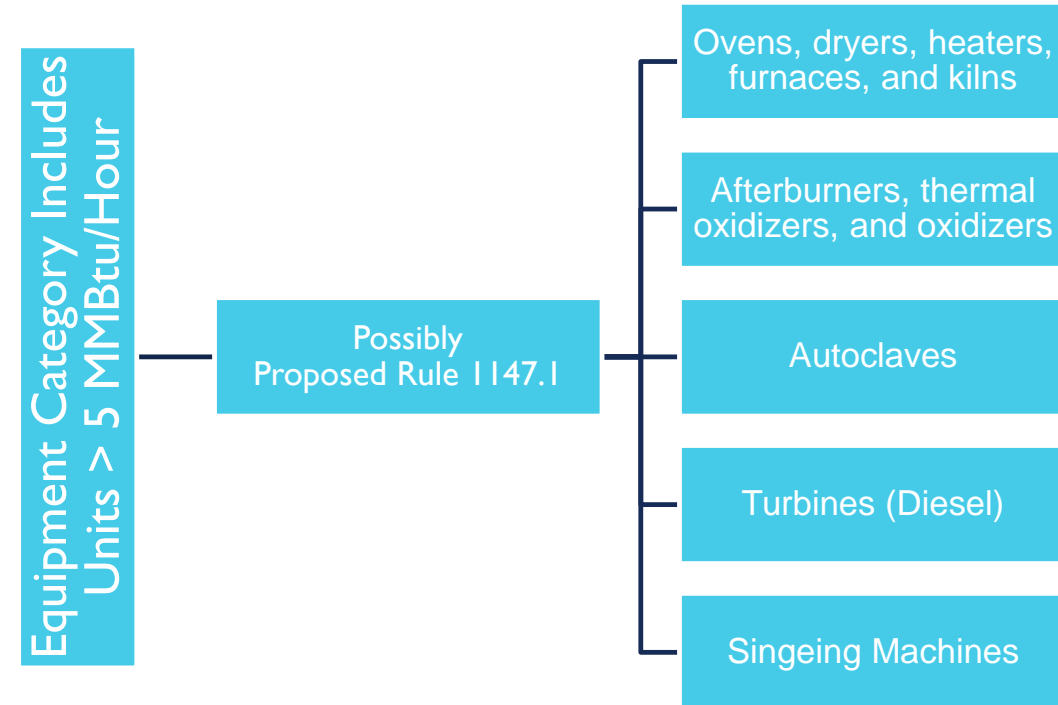 Equipment Category Includes
Units > 5 MMBtu/Hour
Possibly
Proposed Rule 1147.1
Ovens, dryers, heaters,
furnaces, and kilns
Afterburners, thermal
oxidizers, and oxidizers
Autoclaves
Turbines (Diesel)
Singeing Machines